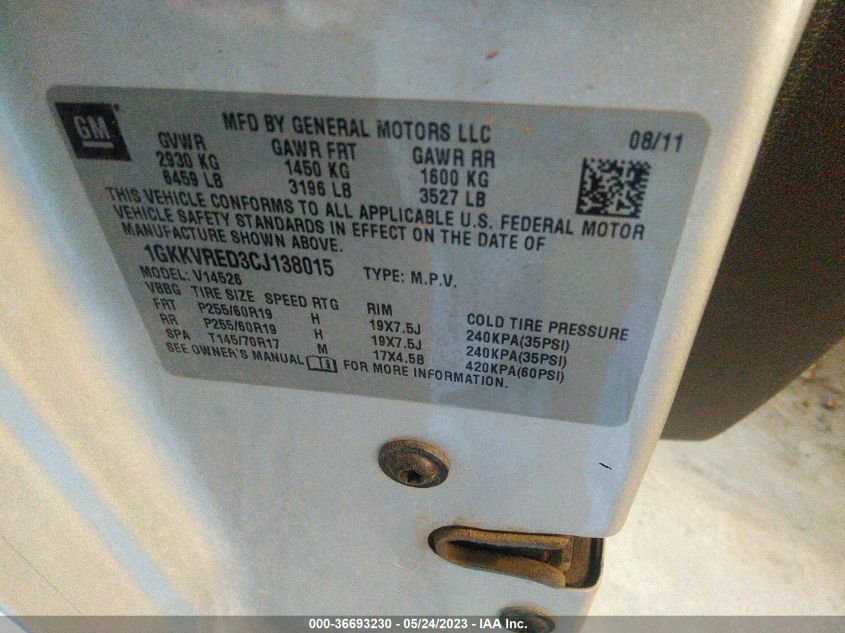 GM
MFD BY GENERAL MOTORS LLC
08/11
GVWR GAWR FRT GAWR RR
2930 KG 1450 KG 1600 KG
6459 LB 3196 LB 3527 LB
THIS VEHICLE CONFORMS TO ALL APPLICABLE U.S. FEDERAL MOTOR
VEHICLE SAFETY STANDARDS IN EFFECT ON THE DATE OF
MANUFACTURE SHOWN ABOVE.
1GKKVRED3CJ138015 TYPE: M.P.V.
MODEL: V14526
VBBG TIRE SIZE SPEED RTG RIM COLD TIRE PRESSURE
FRT P255/60R19 H 19X7.5J 240KPA(35PSI)
RR P255/60R19 H 19X7.5J 240KPA(35PSI)
SPA T145/70R17 M 17X4.5B 420KPA(60PSI)
SEE OWNER'S MANUAL FOR MORE INFORMATION.
000-36693230 - 05/24/2023 - IAA Inc.